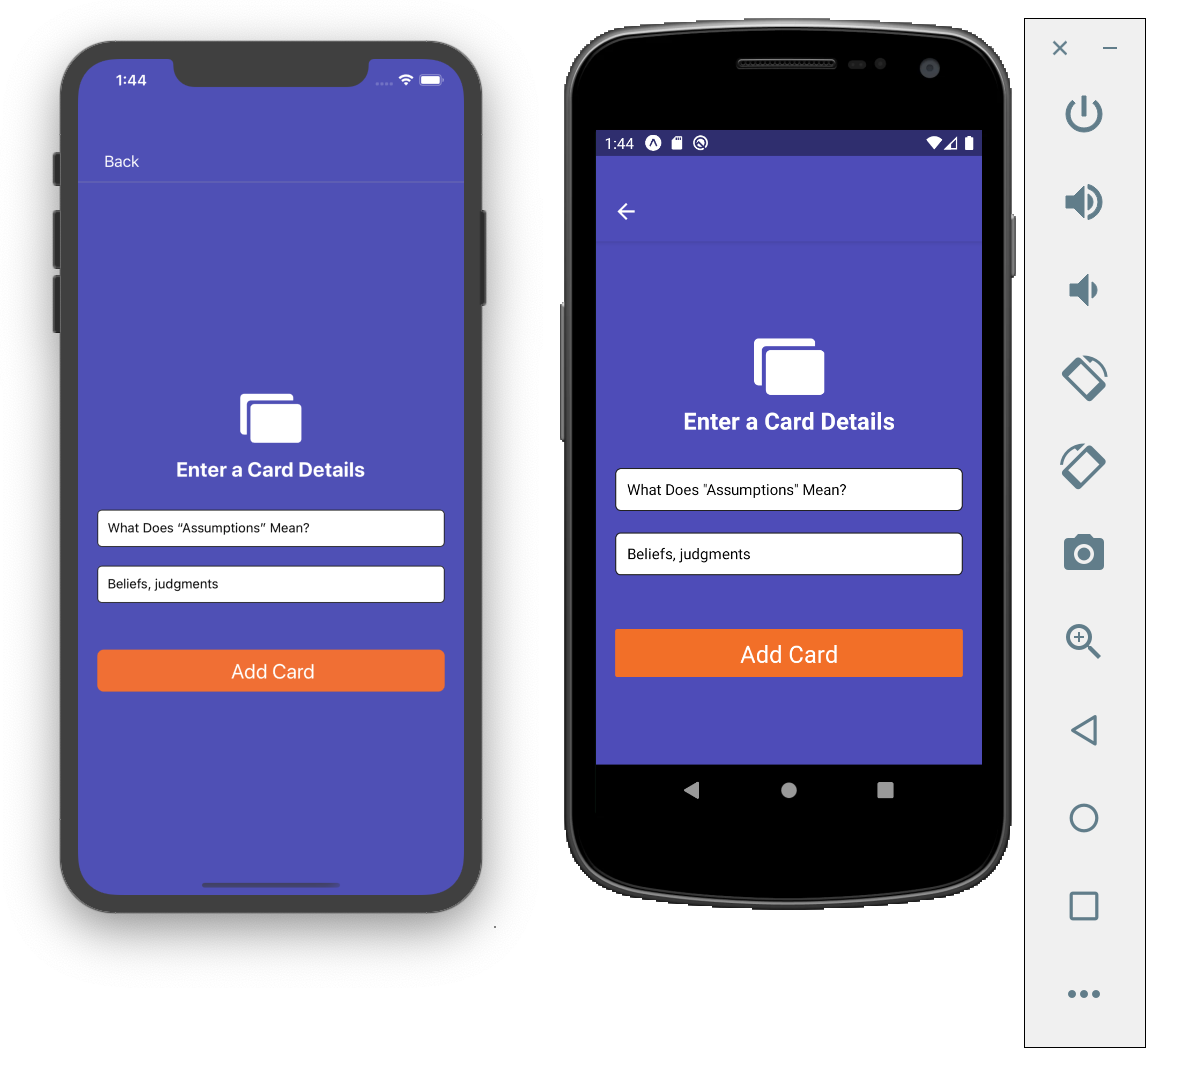 1:44
Back
Enter a Card Details
What Does “Assumptions” Mean?
Beliefs, judgments
Add Card
1:44
Enter a Card Details
What Does "Assumptions" Mean?
Beliefs, judgments
Add Card